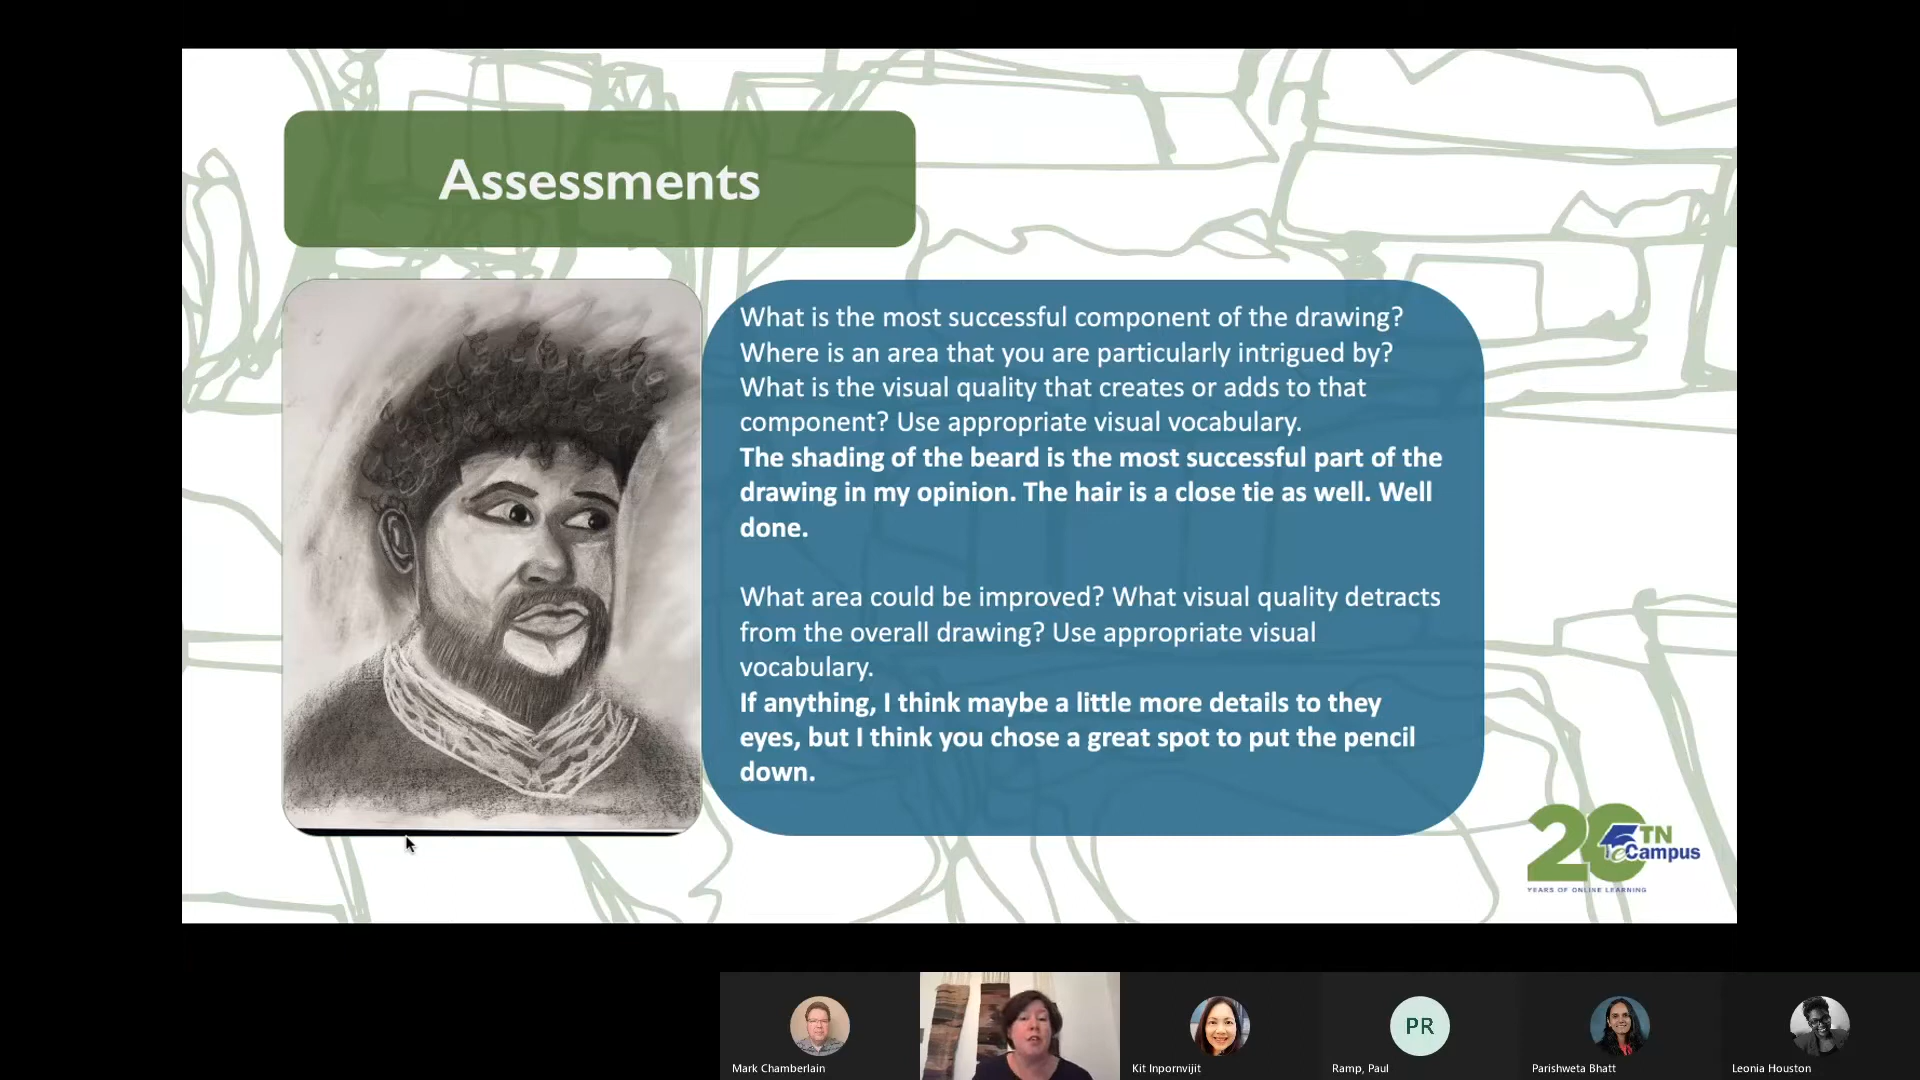 Assessments
What is the most successful component of the drawing?
Where is an area that you are particularly intrigued by?
What is the visual quality that creates or adds to that
component? Use appropriate visual vocabulary.
The shading of the beard is the most successful part of the
drawing in my opinion. The hair is a close tie as well. Well
done.
What area could be improved? What visual quality detracts
from the overall drawing? Use appropriate visual
vocabulary.
If anything, I think maybe a little more details to they
eyes, but I think you chose a great spot to put the pencil
down.
20 TN
eCampus
YEARS OF ONLINE LEARNING
PR
Mark Chamberlain
Kit Inpornvijit
Ramp, Paul
Parishweta Bhatt
Leonia Houston